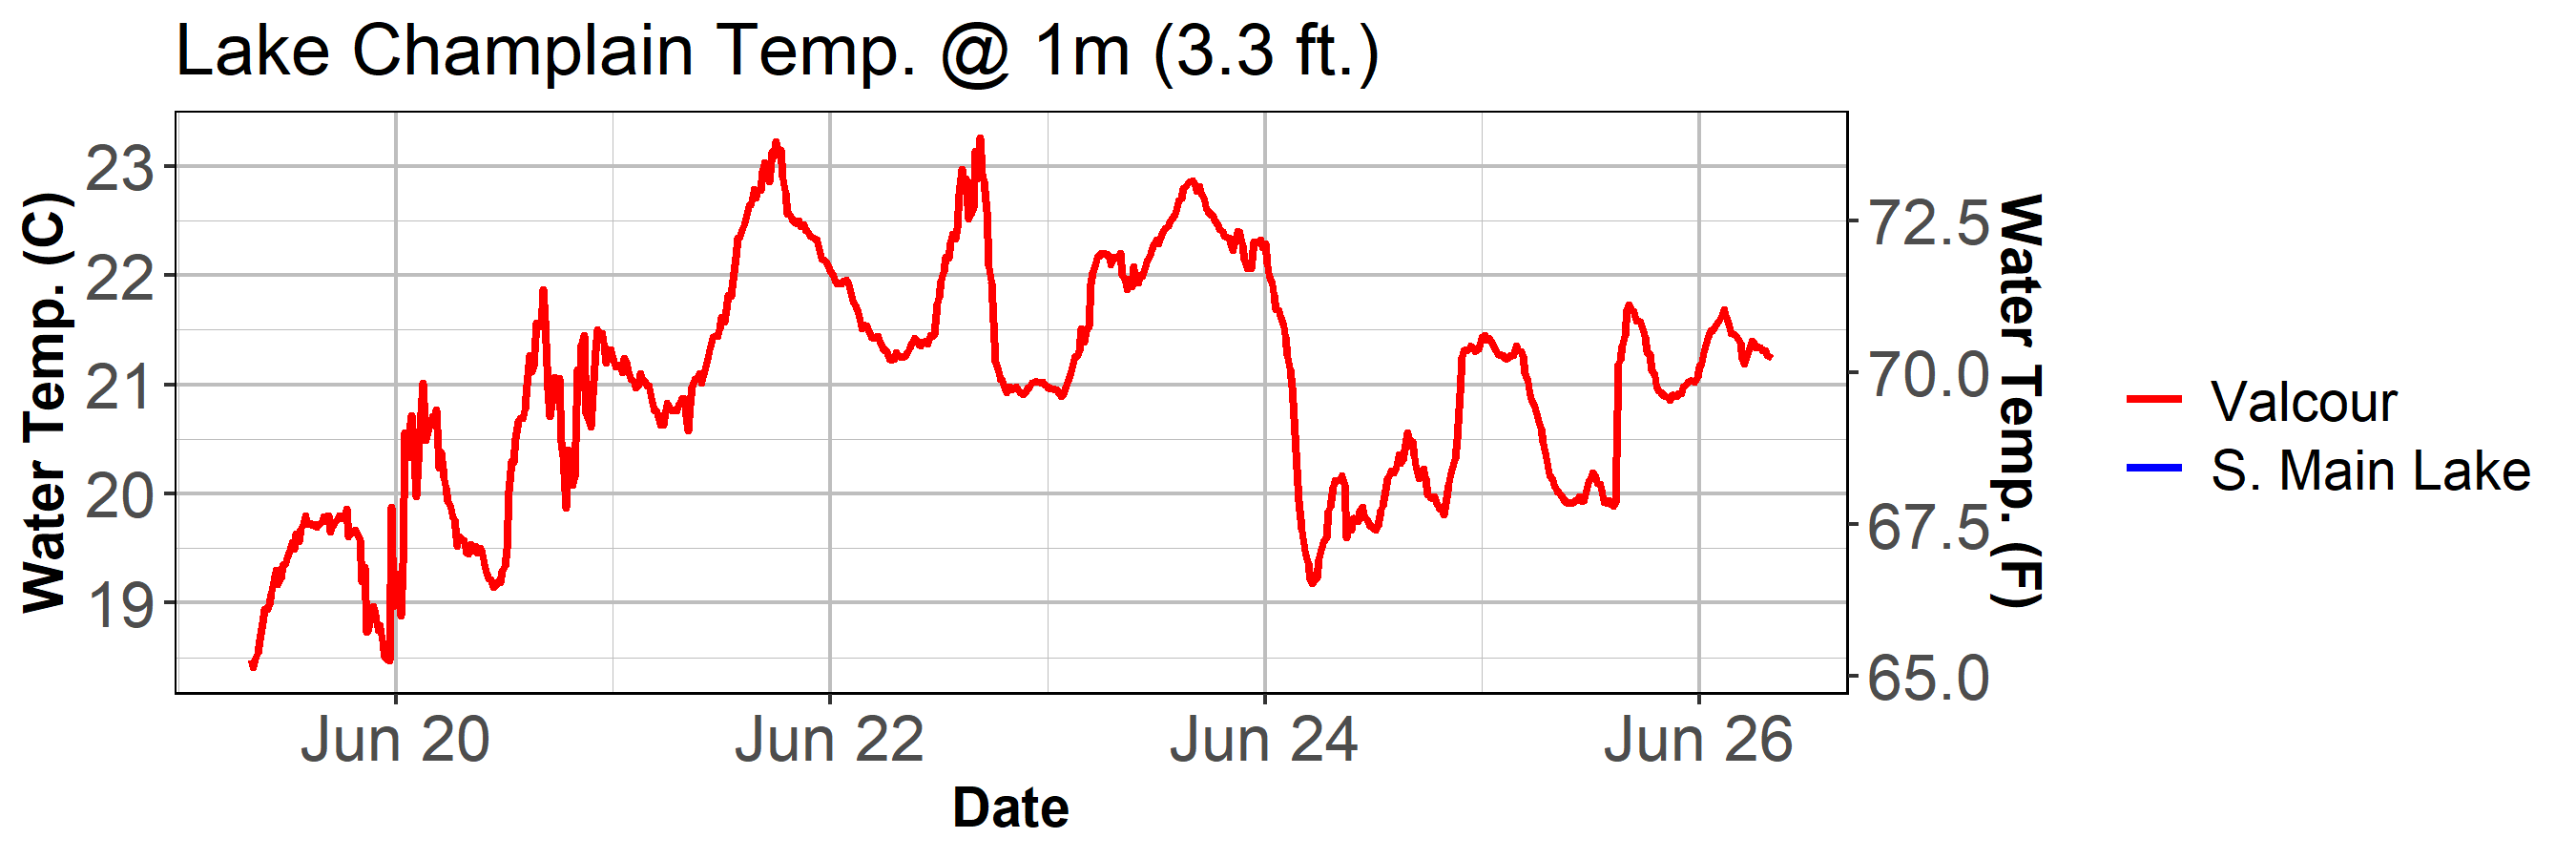 Lake Champlain Temp. @ 1m (3.3 ft.)
Water Temp. (C)
23
22
21
20
19
72.5
70.0
67.5
65.0
Water Temp. (F)
Jun 20
Jun 22
Jun 24
Jun 26
Date
Valcour
S. Main Lake